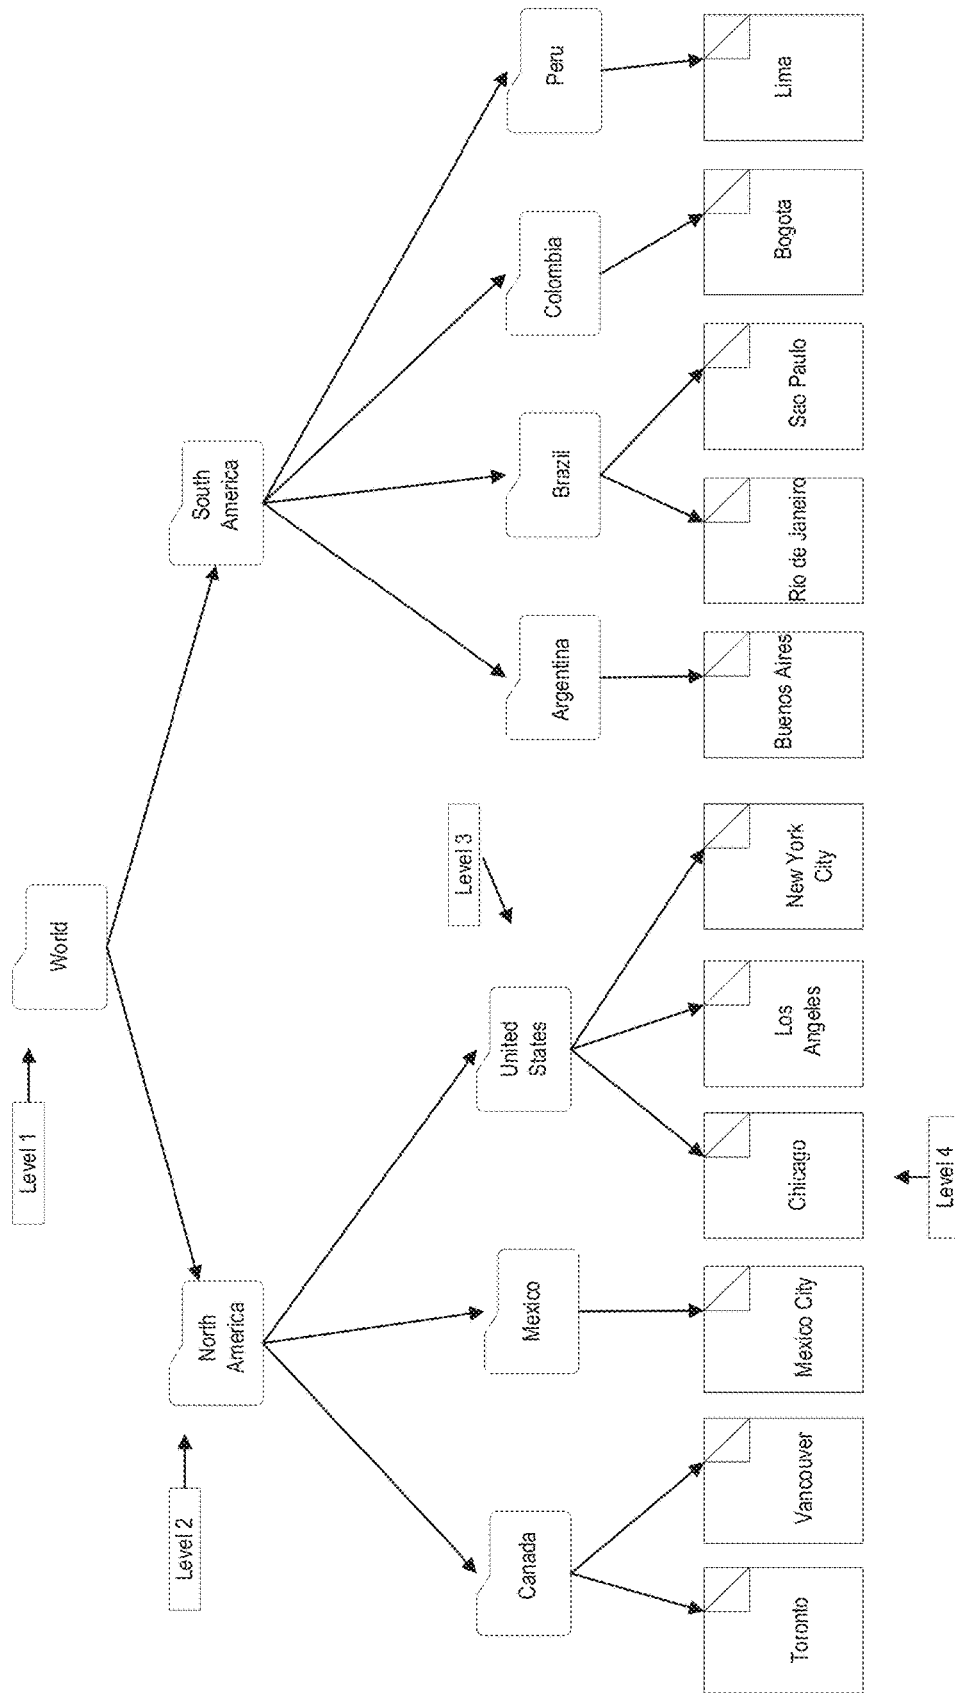 Level 1
World
Level 2
North
America
South
America
Level 3
Canada
Mexico
United
States
Argentina
Brazil
Colombia
Peru
Toronto
Vancouver
Mexico City
Chicago
Los
Angeles
New York
City
Buenos Aires
Rio de Janeiro
Sao Paulo
Bogota
Lima
Level 4